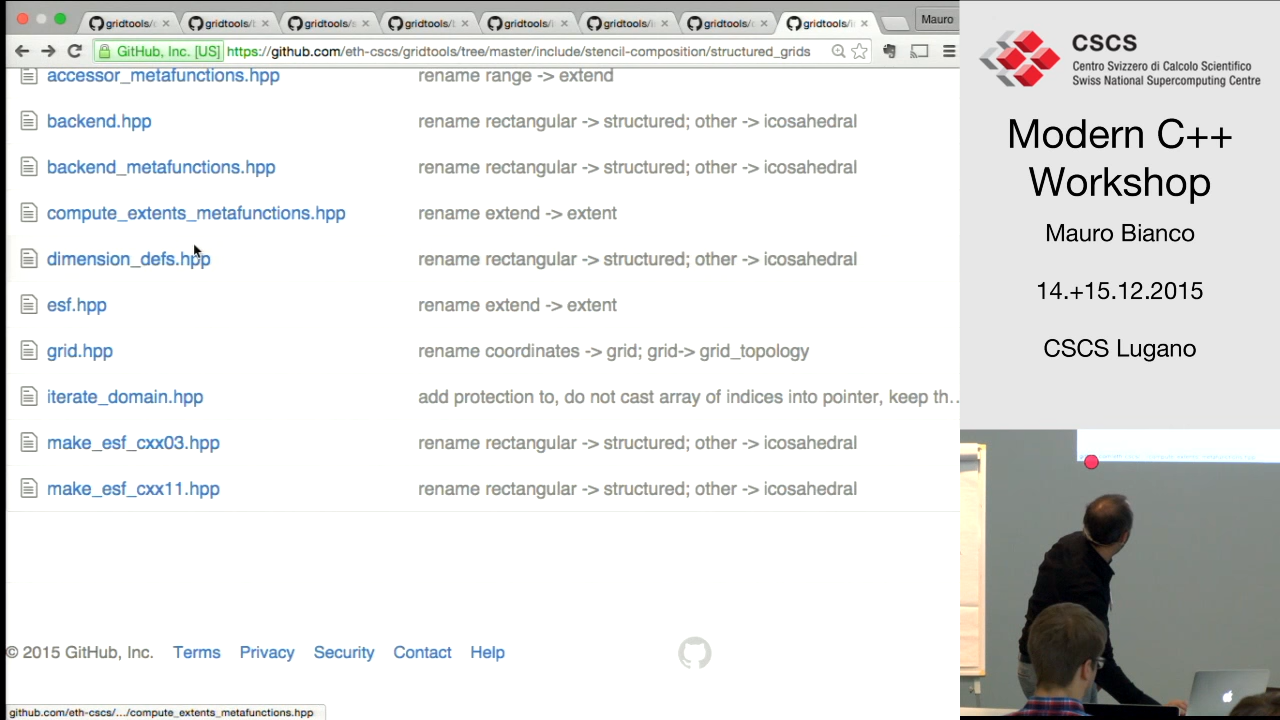 gridtools/
gridtools/
gridtools/
gridtools/
gridtools/
gridtools/
gridtools/
gridtools/
Mauro
GitHub, Inc. [US] https://github.com/eth-cscs/gridtools/tree/master/include/stencil-composition/structured_grids
accessor_metafunctions.hpp rename range -> extend
backend.hpp rename rectangular -> structured; other -> icosahedral
backend_metafunctions.hpp rename rectangular -> structured; other -> icosahedral
compute_extents_metafunctions.hpp rename extend -> extent
dimension_defs.hpp rename rectangular -> structured; other -> icosahedral
esf.hpp rename extend -> extent
grid.hpp rename coordinates -> grid; grid-> grid_topology
iterate_domain.hpp add protection to, do not cast array of indices into pointer, keep th…
make_esf_cxx03.hpp rename rectangular -> structured; other -> icosahedral
make_esf_cxx11.hpp rename rectangular -> structured; other -> icosahedral
© 2015 GitHub, Inc. Terms Privacy Security Contact Help
github.com/eth-cscs/.../compute_extents_metafunctions.hpp
CSCS
Centro Svizzero di Calcolo Scientifico
Swiss National Supercomputing Centre
Modern C++
Workshop
Mauro Bianco
14.+15.12.2015
CSCS Lugano